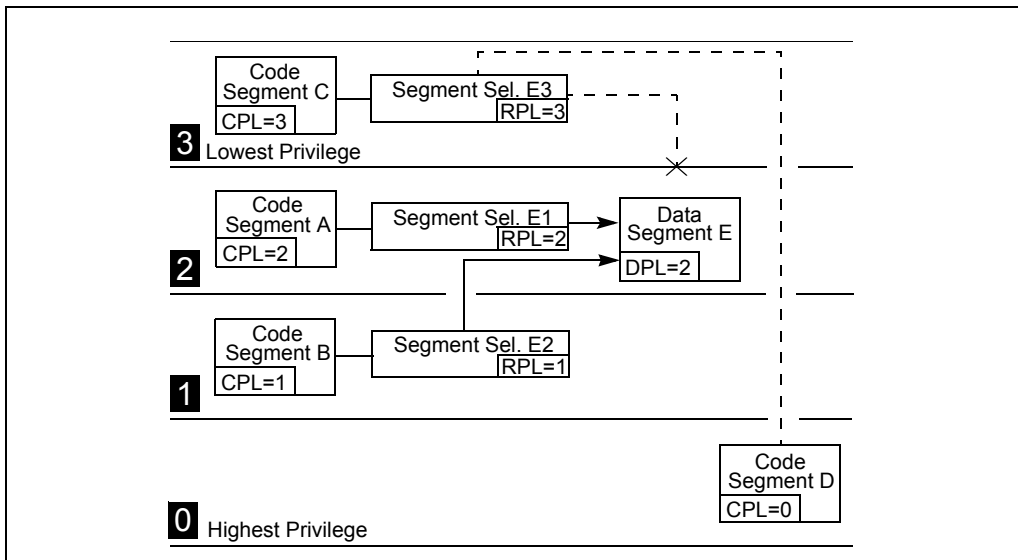 Code
Segment C
CPL=3
Segment Sel. E3
RPL=3
3
Lowest Privilege
Code
Segment A
CPL=2
Segment Sel. E1
RPL=2
Data
Segment E
DPL=2
2
Code
Segment B
CPL=1
Segment Sel. E2
RPL=1
1
Code
Segment D
CPL=0
0
Highest Privilege